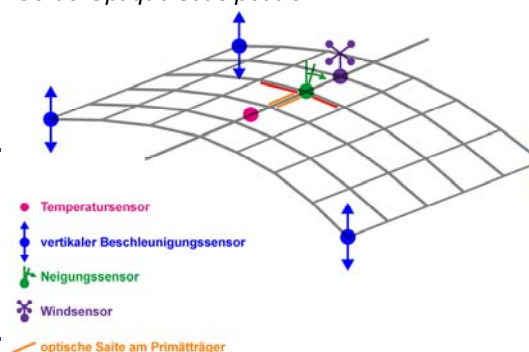 Temperatursensor
vertikaler Beschleunigungssensor
Neigungssensor
Windsensor
optische Saite am Primätträger